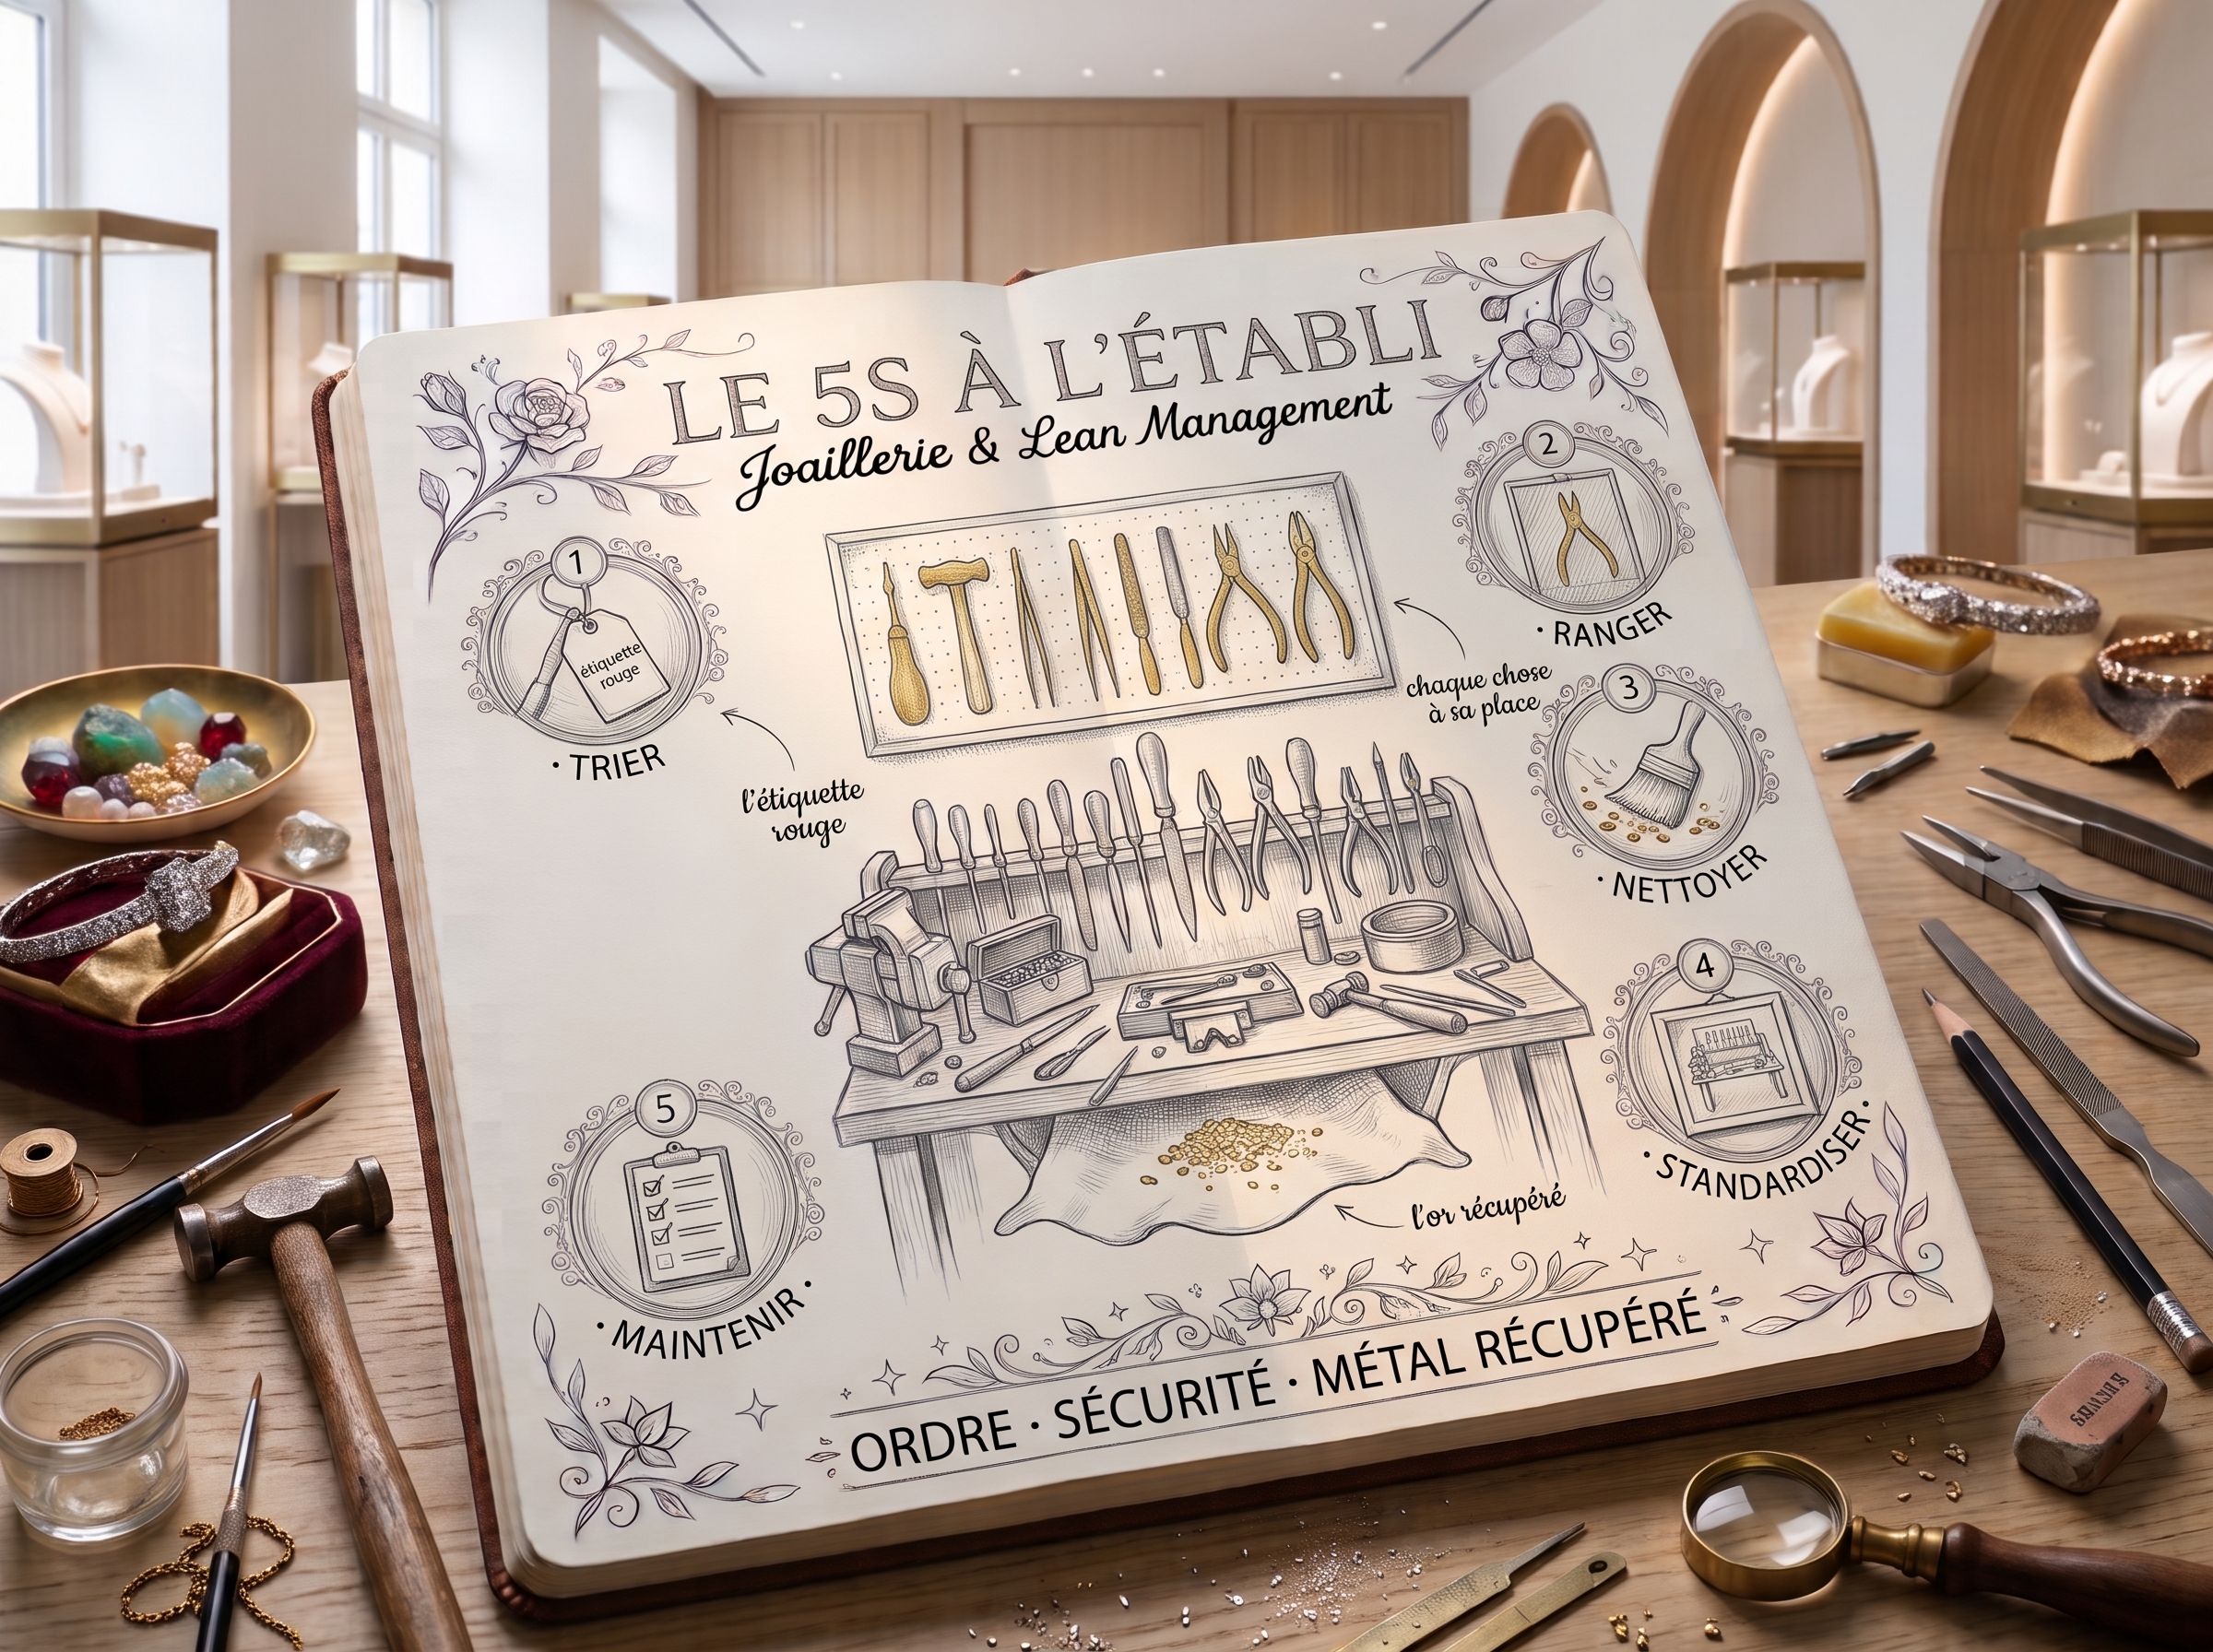 LE 5S À L'ÉTABLI
Joaillerie & Lean Management
1
étiquette
rouge
· TRIER
l'étiquette
rouge
2
· RANGER
chaque chose
à sa place
3
· NETTOYER
4
· STANDARDISER ·
5
· MAINTENIR ·
l'or récupéré
ORDRE · SÉCURITÉ · MÉTAL RÉCUPÉRÉ